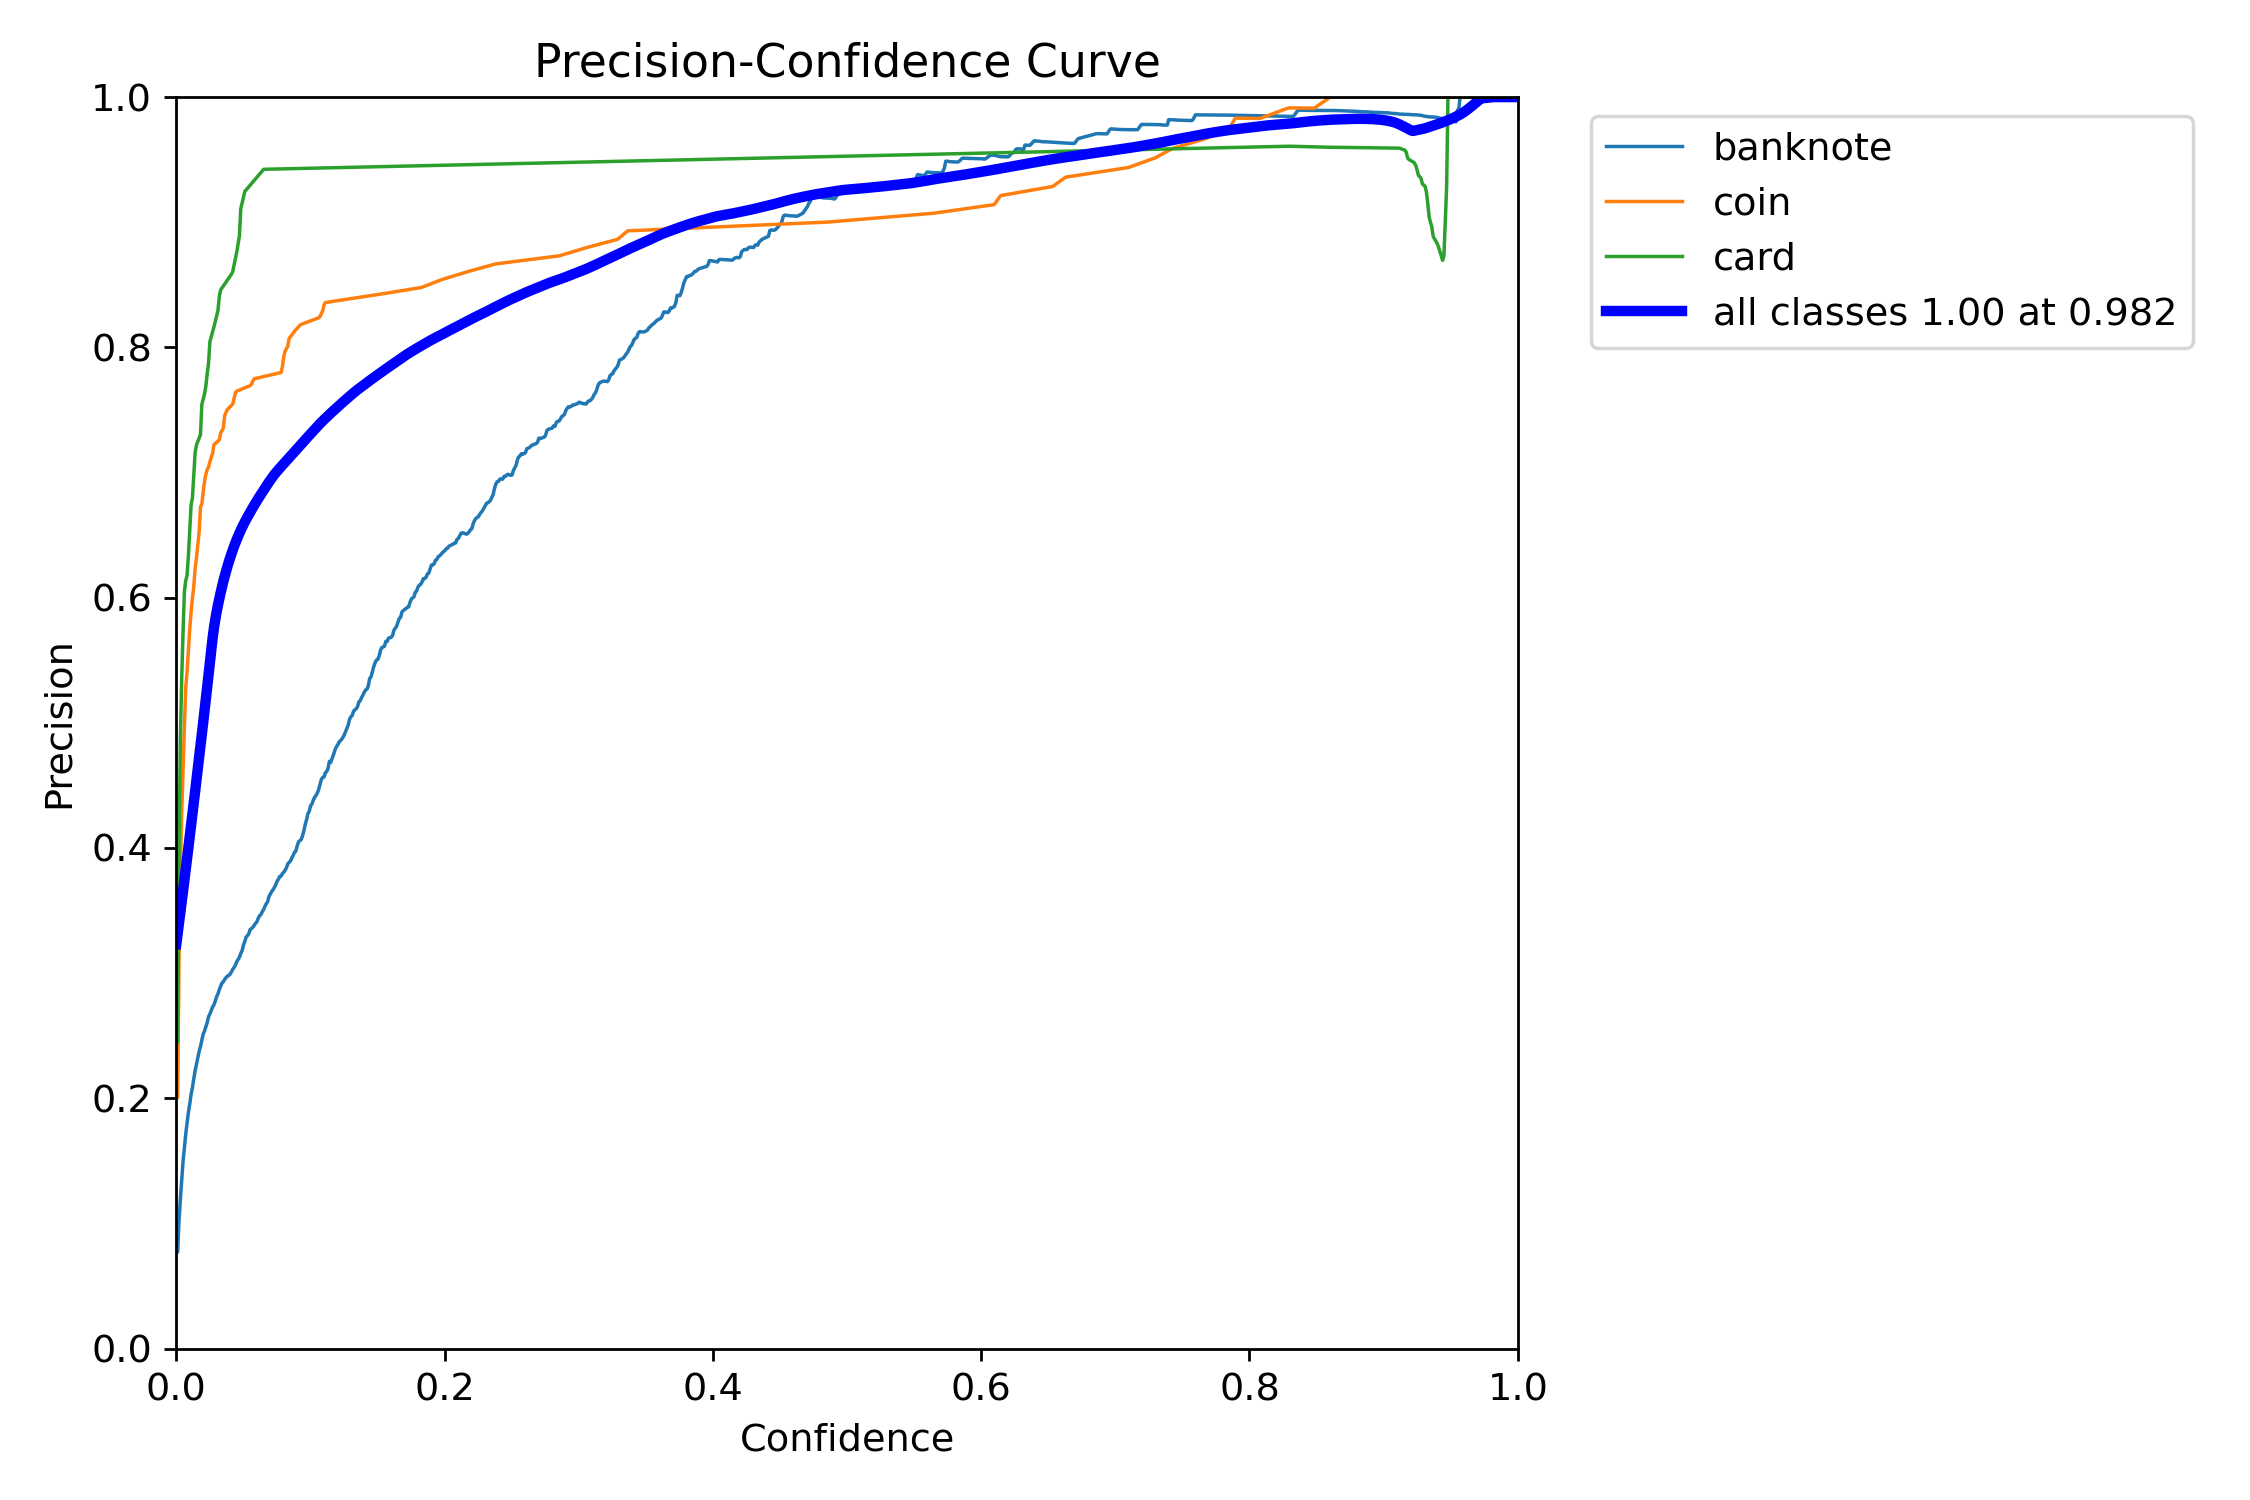 Precision-Confidence Curve
1.0
0.8
0.6
0.4
0.2
0.0
Precision
0.0 0.2 0.4 0.6 0.8 1.0
Confidence
banknote
coin
card
all classes 1.00 at 0.982